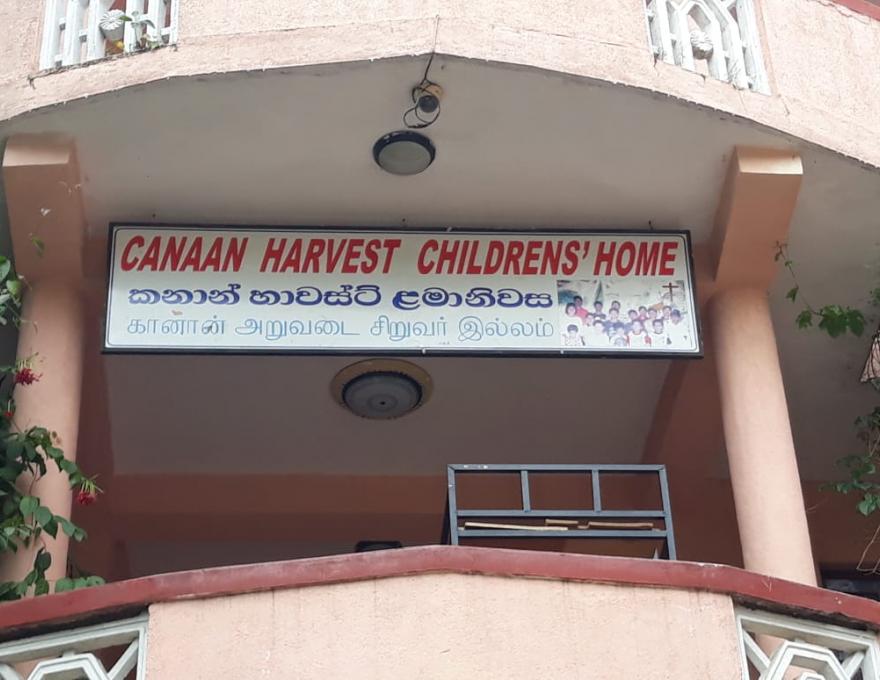 CANAAN HARVEST CHILDRENS' HOME
කනාන් හාවස්ට් ළමානිවස
கானான் அறுவடை சிறுவர் இல்லம்